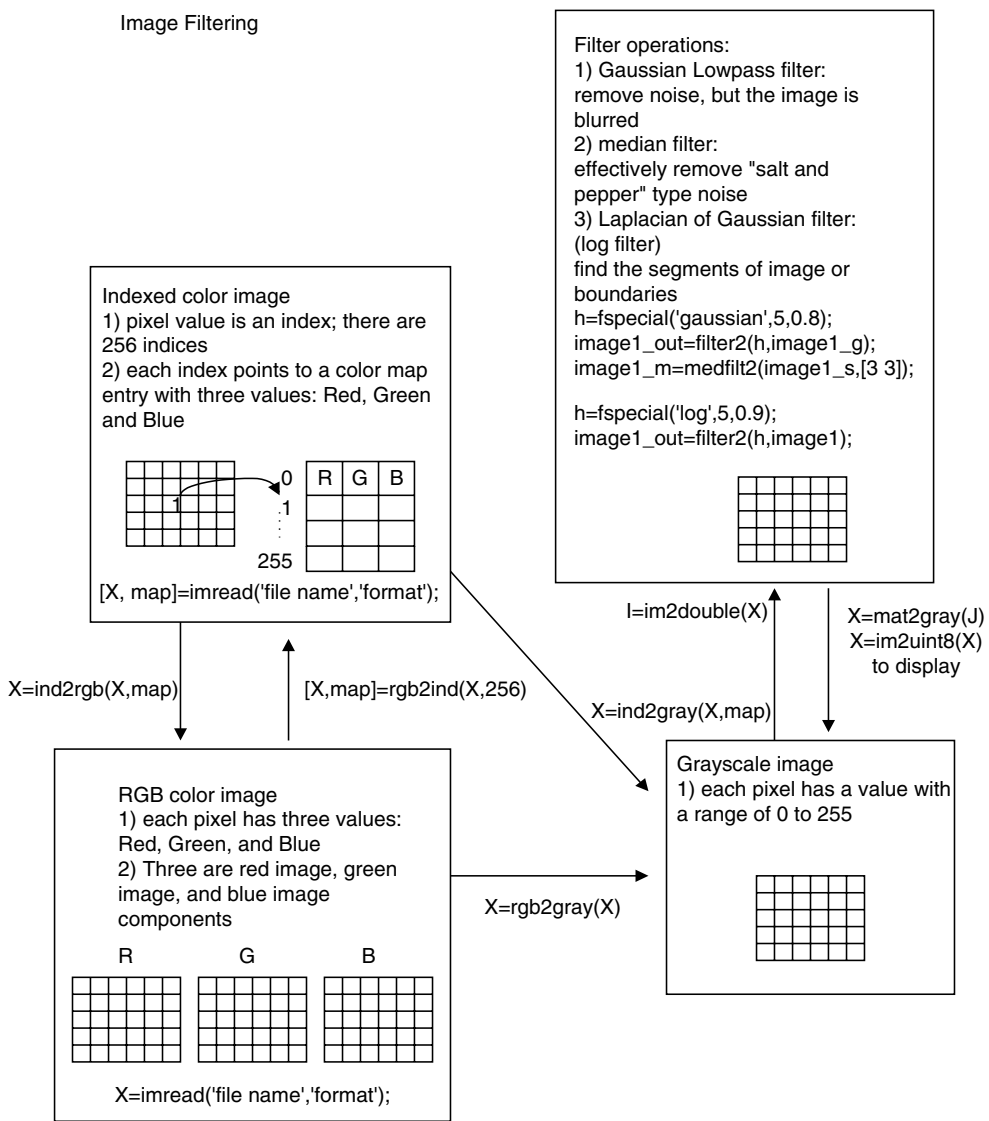 Image Filtering
Filter operations:
1) Gaussian Lowpass filter:
remove noise, but the image is
blurred
2) median filter:
effectively remove "salt and
pepper" type noise
3) Laplacian of Gaussian filter:
(log filter)
find the segments of image or
boundaries
h=fspecial('gaussian',5,0.8);
image1_out=filter2(h,image1_g);
image1_m=medfilt2(image1_s,[3 3]);
h=fspecial('log',5,0.9);
image1_out=filter2(h,image1);
Indexed color image
1) pixel value is an index; there are
256 indices
2) each index points to a color map
entry with three values: Red, Green
and Blue
0 R G B
1 1
255
[X, map]=imread('file name','format');
I=im2double(X)
X=mat2gray(J)
X=im2uint8(X)
to display
X=ind2rgb(X,map)
[X,map]=rgb2ind(X,256)
X=ind2gray(X,map)
RGB color image
1) each pixel has three values:
Red, Green, and Blue
2) Three are red image, green
image, and blue image
components
R G B
X=imread('file name','format');
X=rgb2gray(X)
Grayscale image
1) each pixel has a value with
a range of 0 to 255